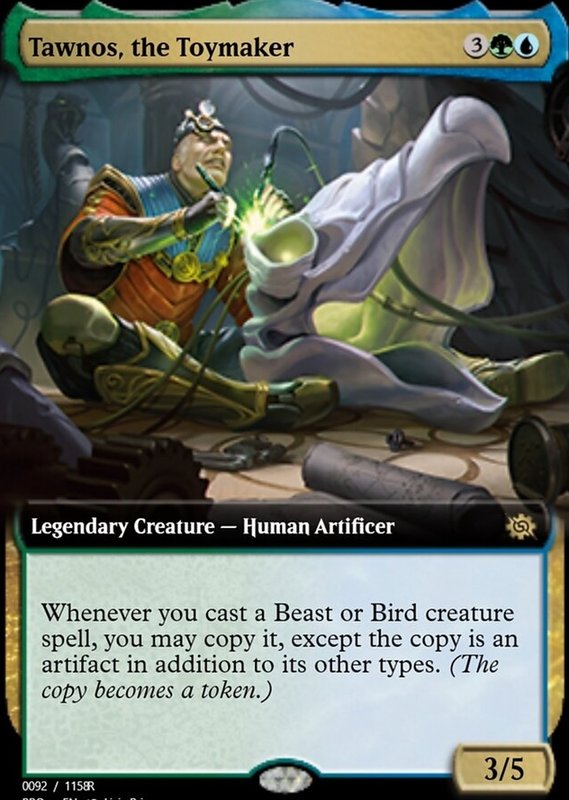 Tawnos, the Toymaker 3
Legendary Creature — Human Artificer
Whenever you cast a Beast or Bird creature
spell, you may copy it, except the copy is an
artifact in addition to its other types. (The
copy becomes a token.)
3/5
0092 / 1158R